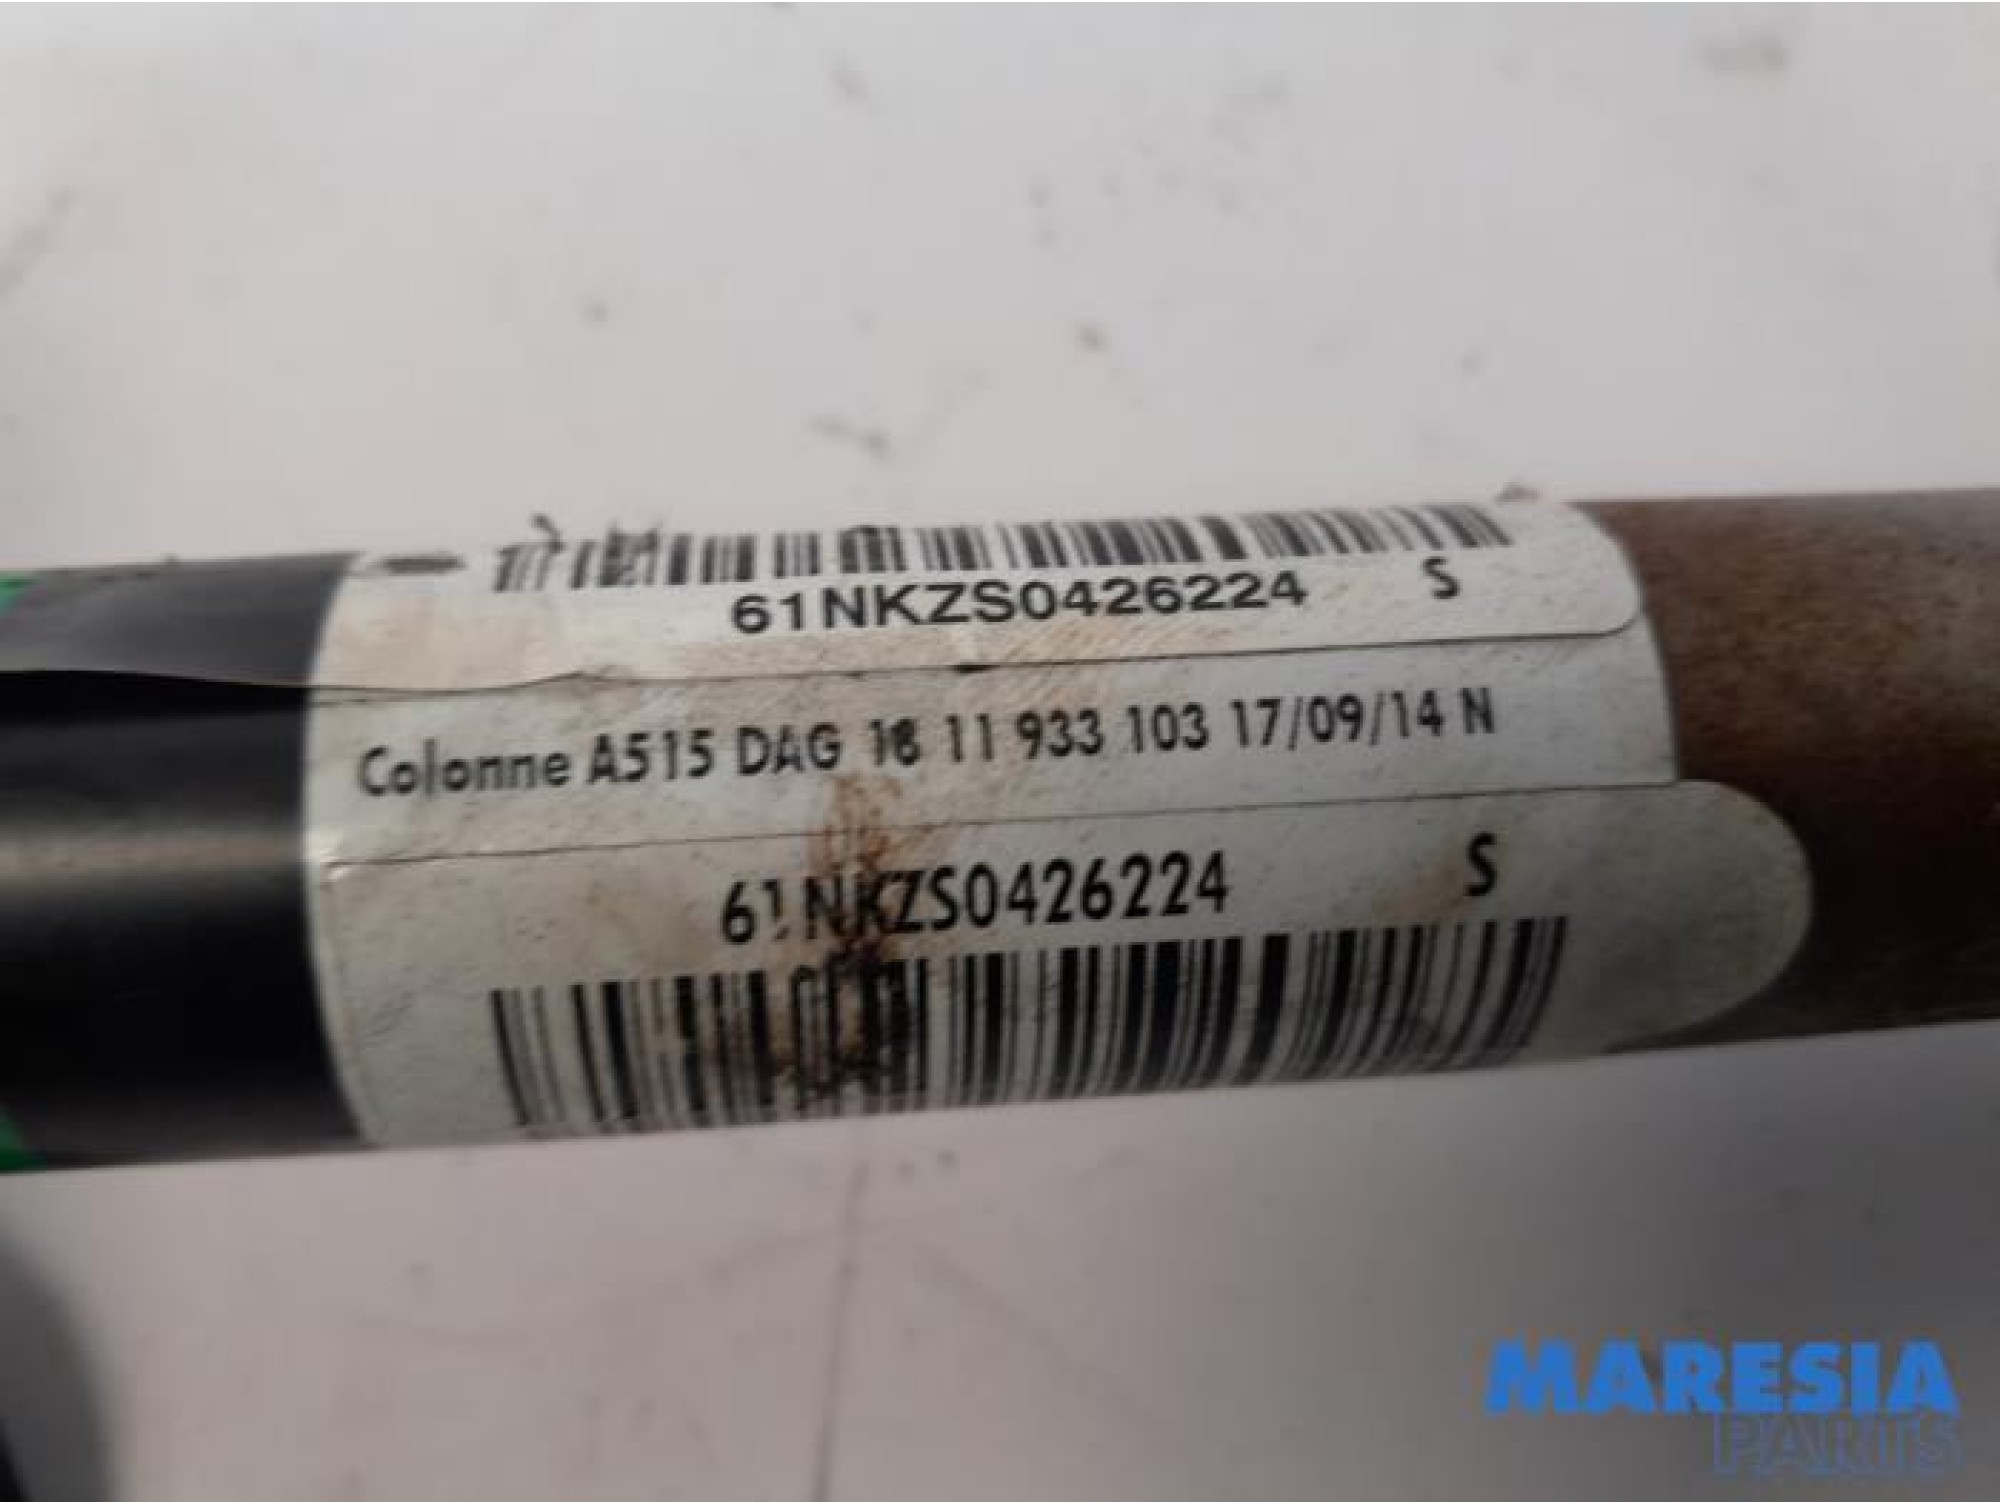 61NKZS0426224 S
Colonne A515 DAG 18 11 933 103 17/09/14 N
61NKZS0426224 S
MARESIA
PARTS